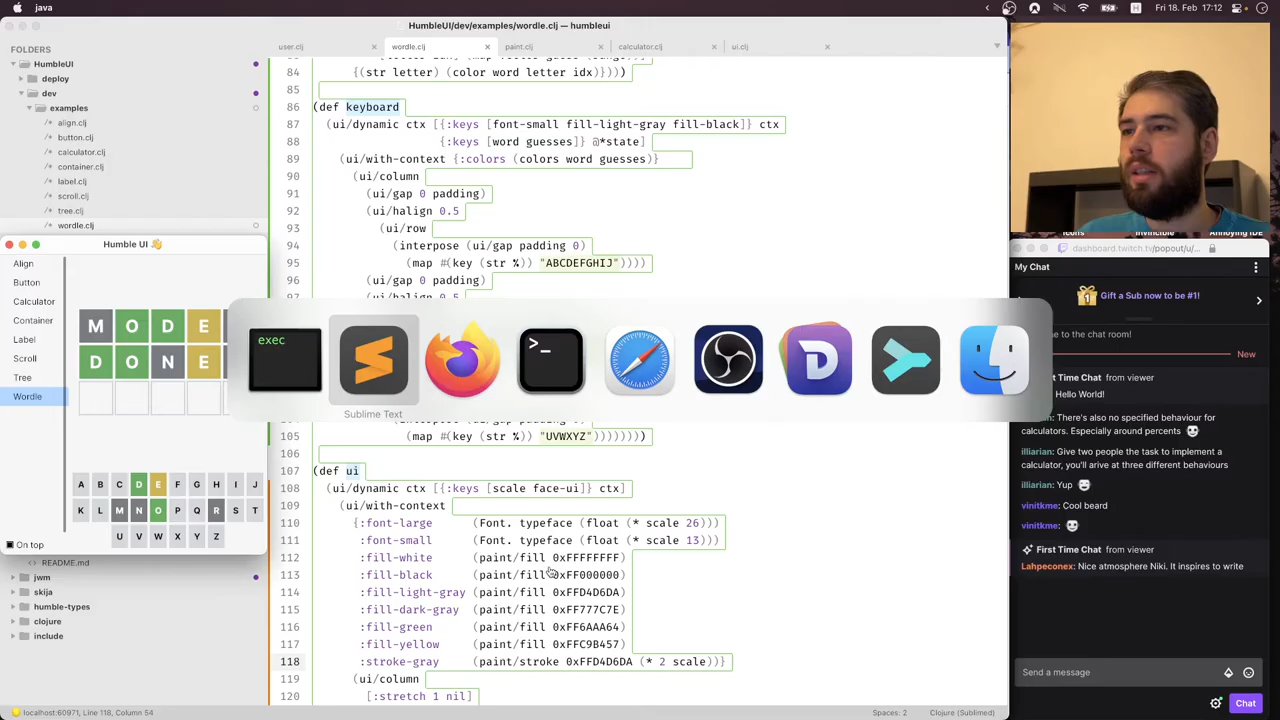 java
Fri 18. Feb 17:12
HumbleUI/dev/examples/wordle.clj — humbleui
FOLDERS
HumbleUI
deploy
dev
examples
align.clj
button.clj
calculator.clj
container.clj
label.clj
scroll.clj
tree.clj
wordle.clj
user.clj
wordle.clj
paint.clj
calculator.clj
ui.clj
84 {(str letter) (color word letter idx)})))
85
86 (def keyboard
87 (ui/dynamic ctx [{:keys [font-small fill-light-gray fill-black]} ctx
88 {:keys [word guesses]} @*state]
89 (ui/with-context {:colors (colors word guesses)}
90 (ui/column
91 (ui/gap 0 padding)
92 (ui/halign 0.5
93 (ui/row
94 (interpose (ui/gap padding 0)
95 (map #(key (str %)) "ABCDEFGHIJ"))))
96 (ui/gap 0 padding)
97
105 (map #(key (str %)) "UVWXYZ")))))))
106
107 (def ui
108 (ui/dynamic ctx [{:keys [scale face-ui]} ctx]
109 (ui/with-context
110 {:font-large (Font. typeface (float (* scale 26)))
111 :font-small (Font. typeface (float (* scale 13)))
112 :fill-white (paint/fill 0xFFFFFFFF)
113 :fill-black (paint/fill 0xFF000000)
114 :fill-light-gray (paint/fill 0xFFD4D6DA)
115 :fill-dark-gray (paint/fill 0xFF777C7E)
116 :fill-green (paint/fill 0xFF6AAA64)
117 :fill-yellow (paint/fill 0xFFC9B457)
118 :stroke-gray (paint/stroke 0xFFD4D6DA (* 2 scale))}
119 (ui/column
120 [:stretch 1 nil]
Humble UI 👋
Align
Button
Calculator
Container
Label
Scroll
Tree
Wordle
On top
M O D E
D O N E
A B C D E F G H I J
K L M N O P Q R S T
U V W X Y Z
README.md
jwm
skija
humble-types
clojure
include
exec
>_
Sublime Text
localhost:60971, Line 118, Column 54
Spaces: 2
Clojure (Sublimed)
Icons
Invincible
Annoying IDE
dashboard.twitch.tv/popout/u/...
My Chat
1
Gift a Sub now to be #1!
me to the chat room!
New
st Time Chat from viewer
Hello World!
There's also no specified behaviour for
calculators. Especially around percents
illiarian: Give two people the task to implement a
calculator, you'll arive at three different behaviours
illiarian: Yup
vinitkme: Cool beard
vinitkme:
First Time Chat from viewer
Lahpeconex: Nice atmosphere Niki. It inspires to write
Send a message
Chat